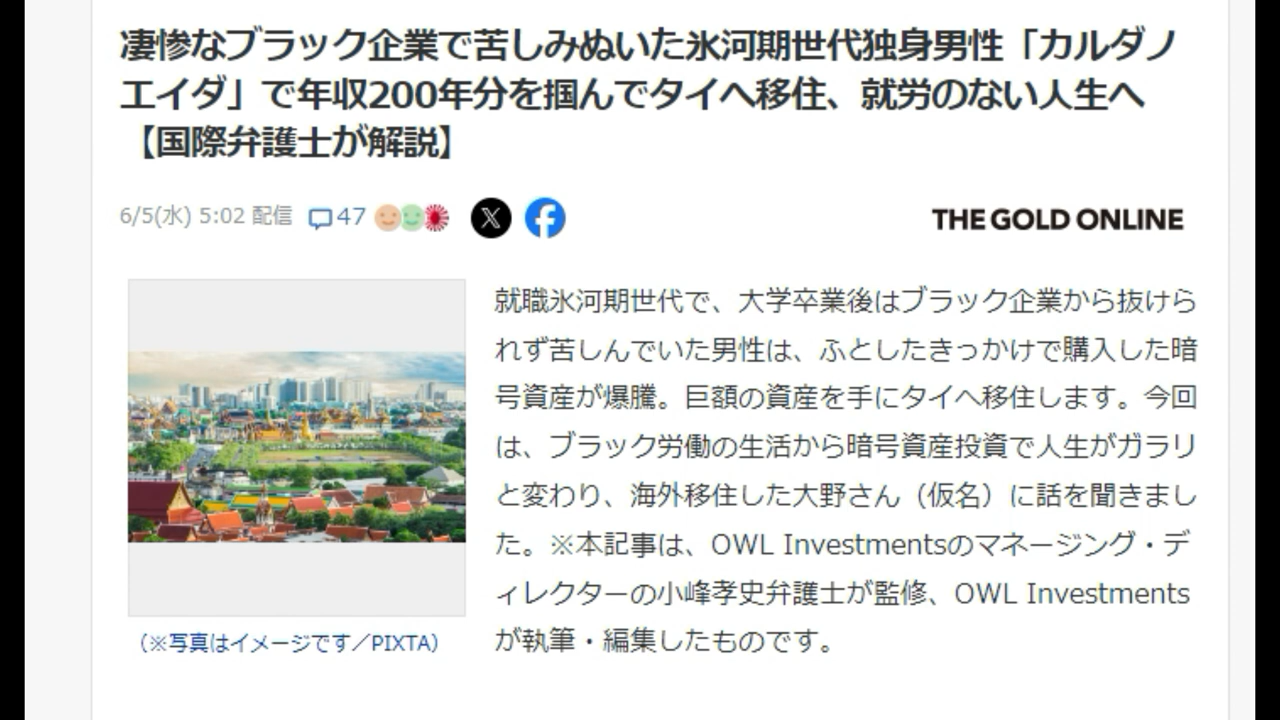 凄惨なブラック企業で苦しみぬいた氷河期世代独身男性「カルダノ
エイダ」で年収200年分を掴んでタイへ移住、就労のない人生へ
【国際弁護士が解説】
6/5(水) 5:02 配信 47
THE GOLD ONLINE
就職氷河期世代で、大学卒業後はブラック企業から抜けら
れず苦しんでいた男性は、ふとしたきっかけで購入した暗
号資産が爆騰。巨額の資産を手にタイへ移住します。今回
は、ブラック労働の生活から暗号資産投資で人生がガラリ
と変わり、海外移住した大野さん（仮名）に話を聞きまし
た。※本記事は、OWL Investmentsのマネージング・デ
ィレクターの小峰孝史弁護士が監修、OWL Investments
が執筆・編集したものです。
（※写真はイメージです／PIXTA）